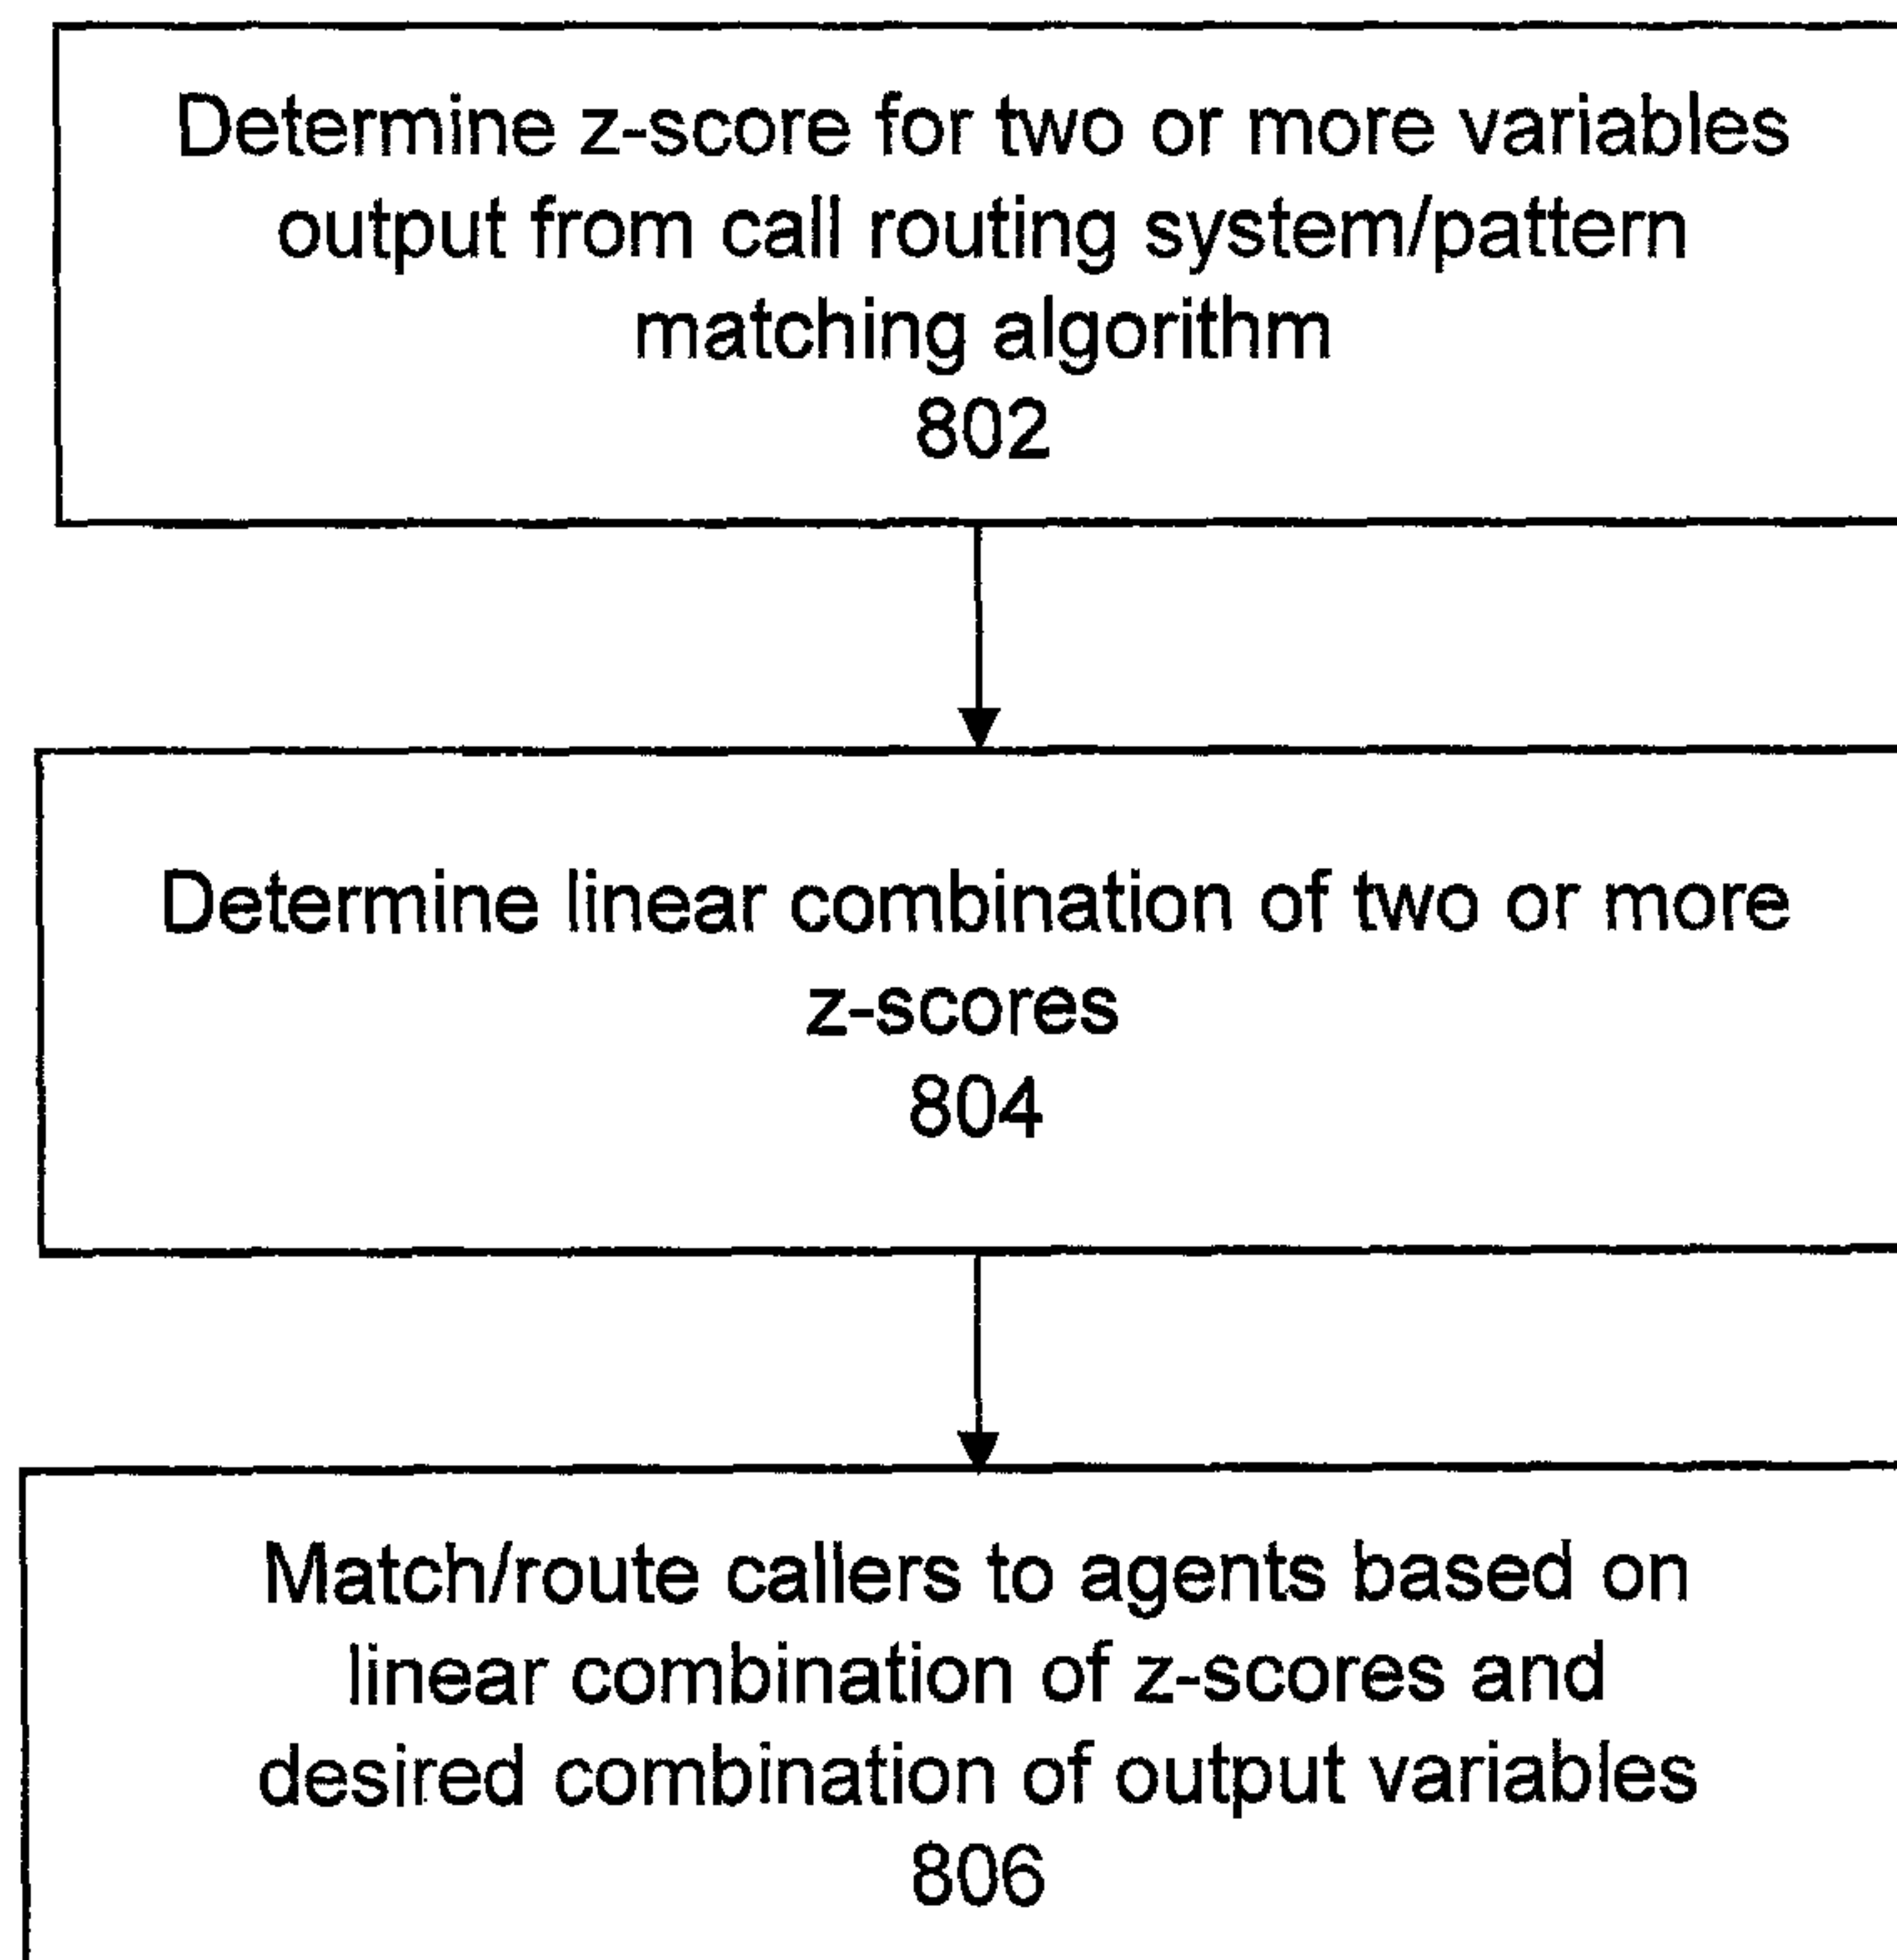 Determine z-score for two or more variables
output from call routing system/pattern
matching algorithm
802
Determine linear combination of two or more
z-scores
804
Match/route callers to agents based on
linear combination of z-scores and
desired combination of output variables
806